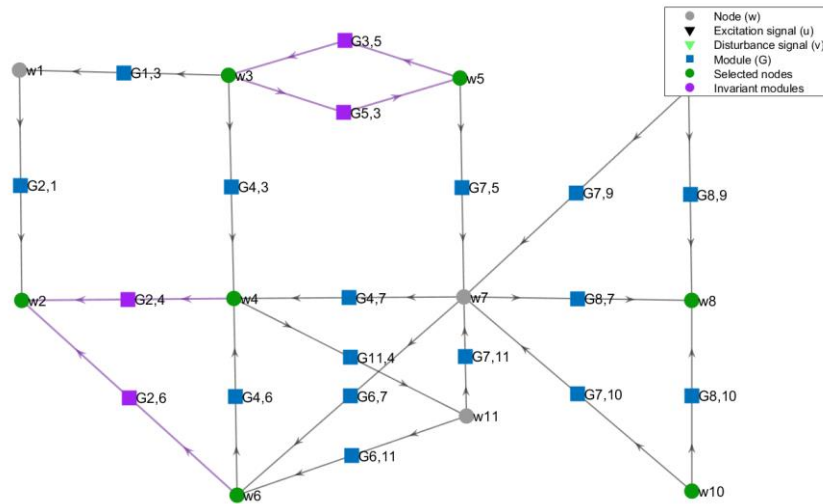 Node (w)
Excitation signal (u)
Disturbance signal (v)
Module (G)
Selected nodes
Invariant modules
G3,5
w1
G1,3
w3
w5
G5,3
G2,1
G4,3
G7,5
G7,9
G8,9
w2
G2,4
w4
G4,7
w7
G8,7
w8
G11,4
G7,11
G2,6
G4,6
G6,7
G7,10
G8,10
w11
G6,11
w6
w10